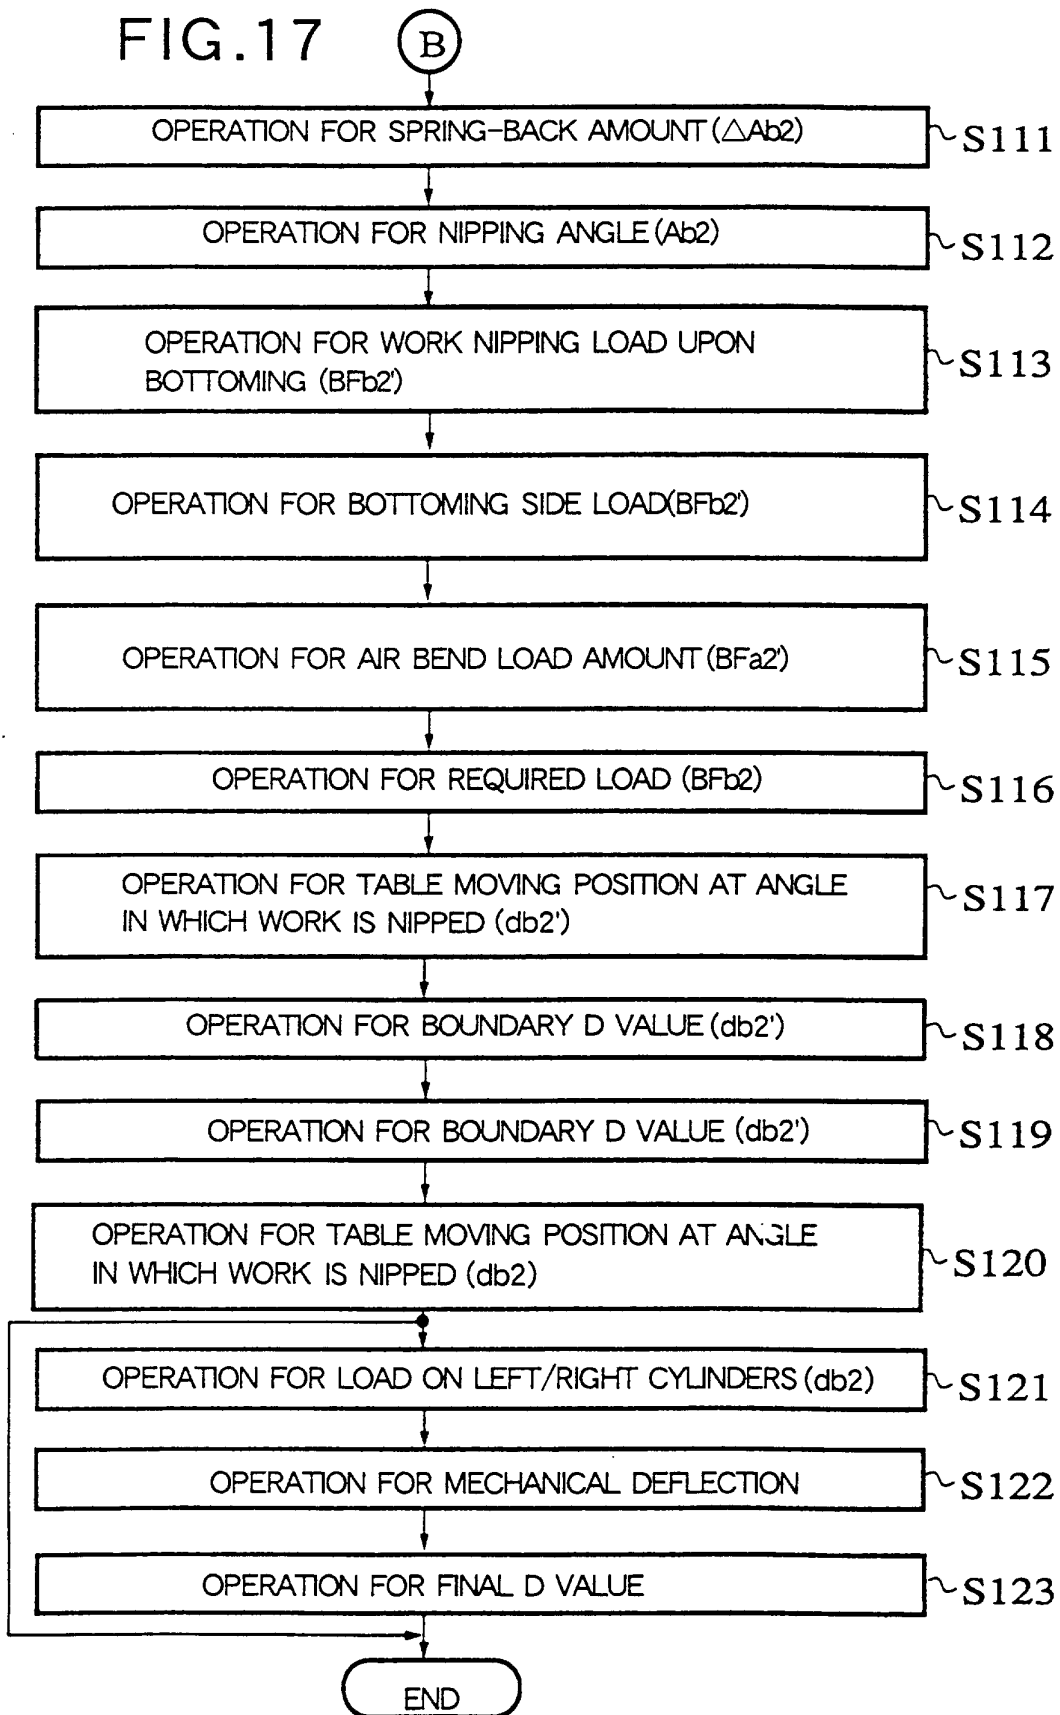 FIG.17
B
OPERATION FOR SPRING-BACK AMOUNT (△Ab2)
S111
OPERATION FOR NIPPING ANGLE (Ab2)
S112
OPERATION FOR WORK NIPPING LOAD UPON
BOTTOMING (BFb2')
S113
OPERATION FOR BOTTOMING SIDE LOAD(BFb2')
S114
OPERATION FOR AIR BEND LOAD AMOUNT (BFa2')
S115
OPERATION FOR REQUIRED LOAD (BFb2)
S116
OPERATION FOR TABLE MOVING POSITION AT ANGLE
IN WHICH WORK IS NIPPED (db2')
S117
OPERATION FOR BOUNDARY D VALUE (db2')
S118
OPERATION FOR BOUNDARY D VALUE (db2')
S119
OPERATION FOR TABLE MOVING POSITION AT ANGLE
IN WHICH WORK IS NIPPED (db2)
S120
OPERATION FOR LOAD ON LEFT/RIGHT CYLINDERS (db2)
S121
OPERATION FOR MECHANICAL DEFLECTION
S122
OPERATION FOR FINAL D VALUE
S123
END